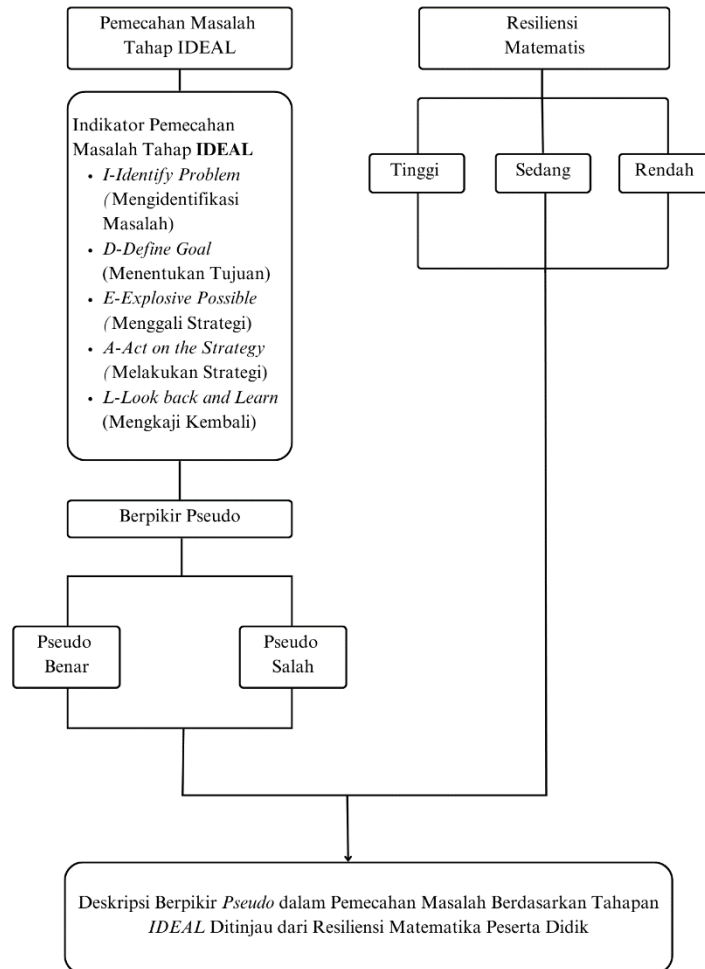 Pemecahan Masalah
Tahap IDEAL
Resiliensi
Matematis
Indikator Pemecahan
Masalah Tahap IDEAL
• I-Identify Problem
(Mengidentifikasi
Masalah)
• D-Define Goal
(Menentukan Tujuan)
• E-Explosive Possible
(Menggali Strategi)
• A-Act on the Strategy
(Melakukan Strategi)
• L-Look back and Learn
(Mengkaji Kembali)
Tinggi
Sedang
Rendah
Berpikir Pseudo
Pseudo
Benar
Pseudo
Salah
Deskripsi Berpikir Pseudo dalam Pemecahan Masalah Berdasarkan Tahapan
IDEAL Ditinjau dari Resiliensi Matematika Peserta Didik